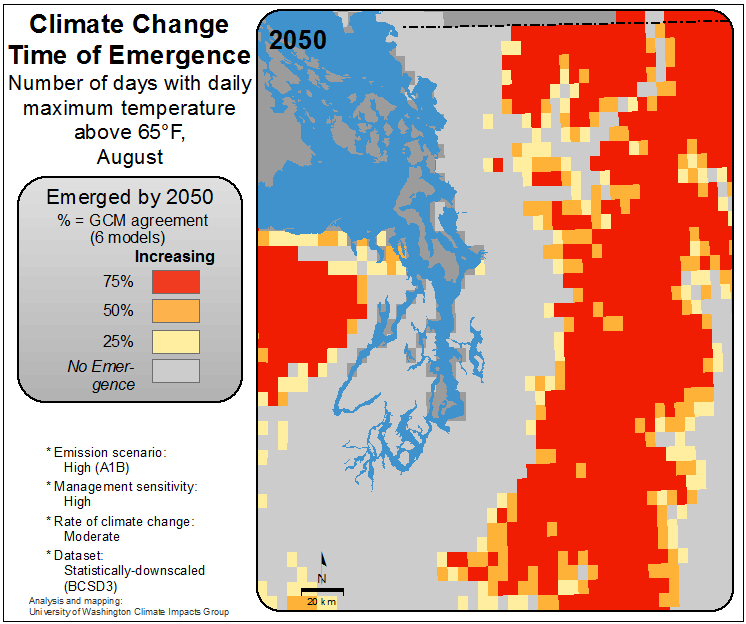 Climate Change
Time of Emergence
Number of days with daily
maximum temperature
above 65°F,
August
Emerged by 2050
% = GCM agreement
(6 models)
Increasing
75%
50%
25%
No Emer-
gence
* Emission scenario:
High (A1B)
* Management sensitivity:
High
* Rate of climate change:
Moderate
* Dataset:
Statistically-downscaled
(BCSD3)
Analysis and mapping:
University of Washington Climate Impacts Group
2050
N
20 km